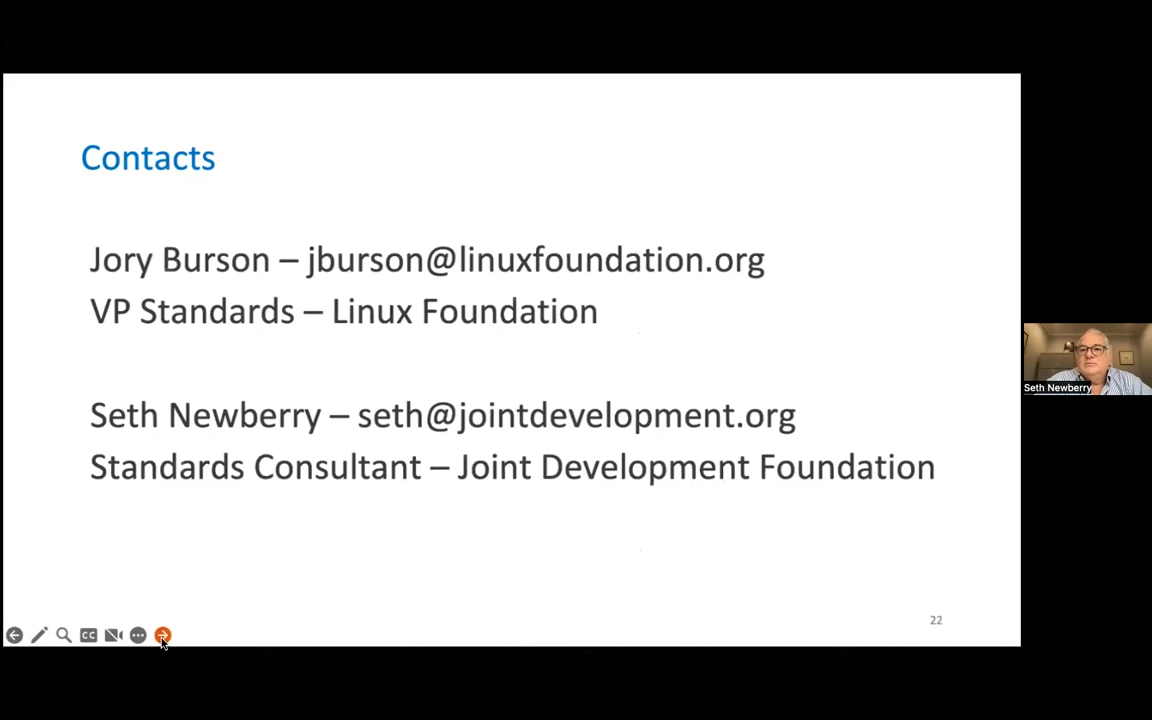 Contacts
Jory Burson – jburson@linuxfoundation.org
VP Standards – Linux Foundation
Seth Newberry – seth@jointdevelopment.org
Standards Consultant – Joint Development Foundation
22
CC
Seth Newberry